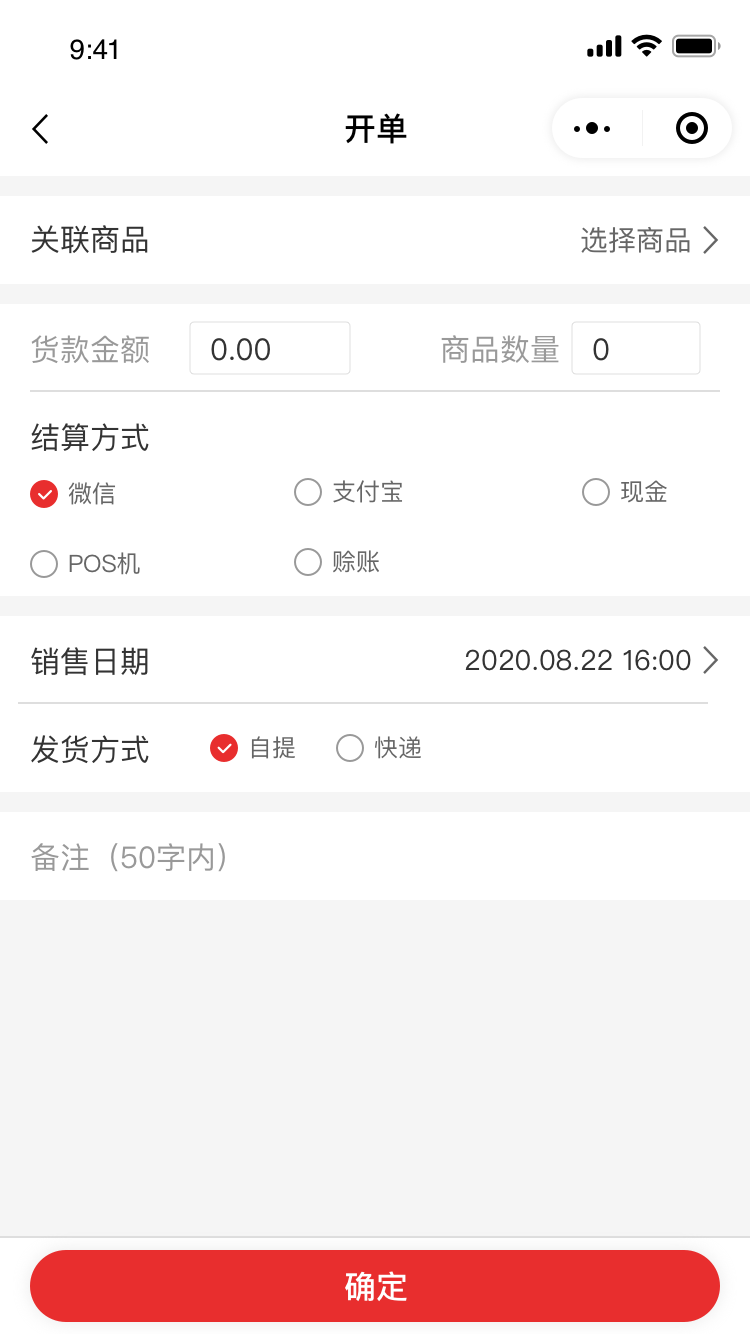 9:41
开单
关联商品 选择商品
货款金额 0.00 商品数量 0
结算方式
微信 支付宝 现金
POS机 赊账
销售日期 2020.08.22 16:00
发货方式 自提 快递
备注（50字内）
确定